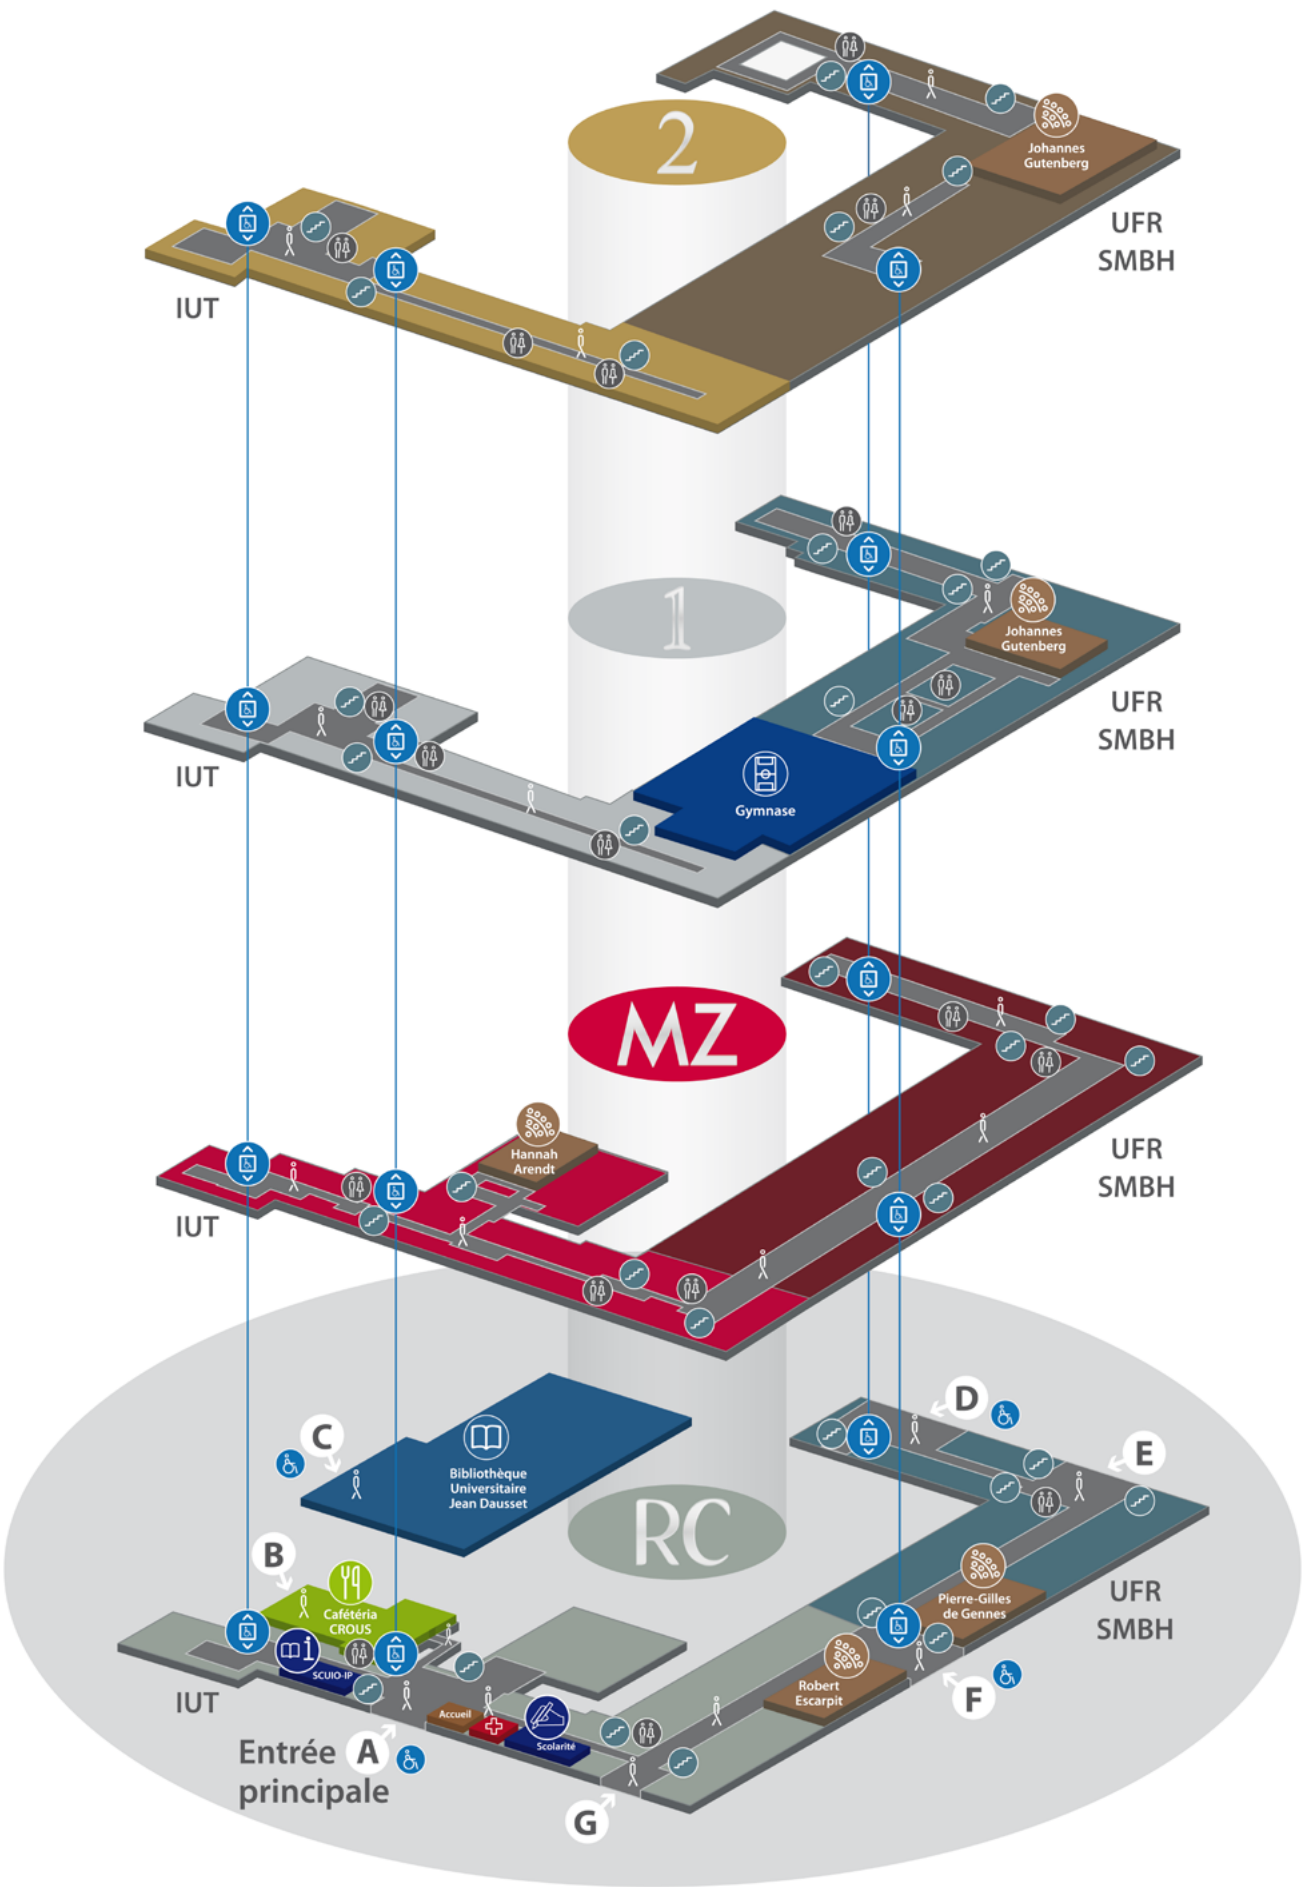 2
Johannes
Gutenberg
UFR
SMBH
IUT
1
Johannes
Gutenberg
UFR
SMBH
IUT
Gymnase
MZ
Hannah
Arendt
UFR
SMBH
IUT
C
Bibliothèque
Universitaire
Jean Dausset
D
E
RC
B
Cafétéria
CROUS
Pierre-Gilles
de Gennes
UFR
SMBH
i
SCUIO-IP
IUT
Robert
Escarpit
F
Accueil
Scolarité
Entrée
principale
A
G